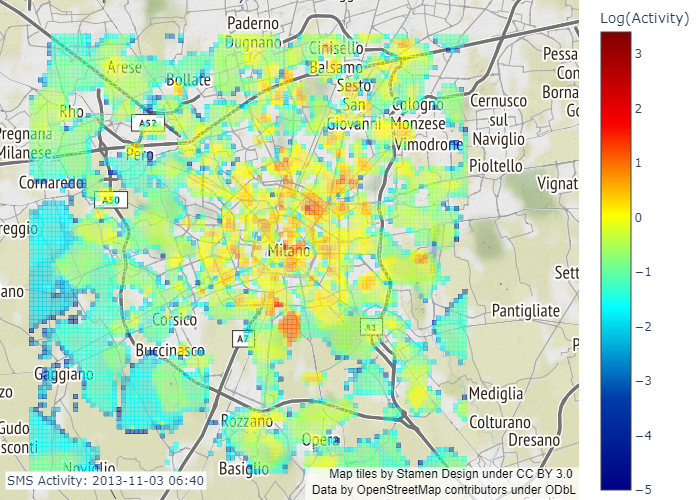 Log(Activity)
Paderno
Dugnano
Cinisello
Balsamo
Arese
Bollate
Sesto
San
Giovanni
Rho
Cologno
Monzese
Cernusco
sul
Naviglio
Pessa
Con
Borna
Go
A52
Pregnana
Milanese
Pero
Vimodrone
Pioltello
Cornaredo
A50
Vignat
reggio
Milano
Sett
ano
Corsico
A7
A1
Pantigliate
Buccinasco
P
Gaggiano
zo
Mediglia
Rozzano
Colturano
Gudo
sconti
Opera
Dresano
Noviglio
Basiglio
3
2
1
0
−1
−2
−3
−4
−5
SMS Activity: 2013-11-03 06:40
Map tiles by Stamen Design under CC BY 3.0
Data by OpenStreetMap contributors under ODbL